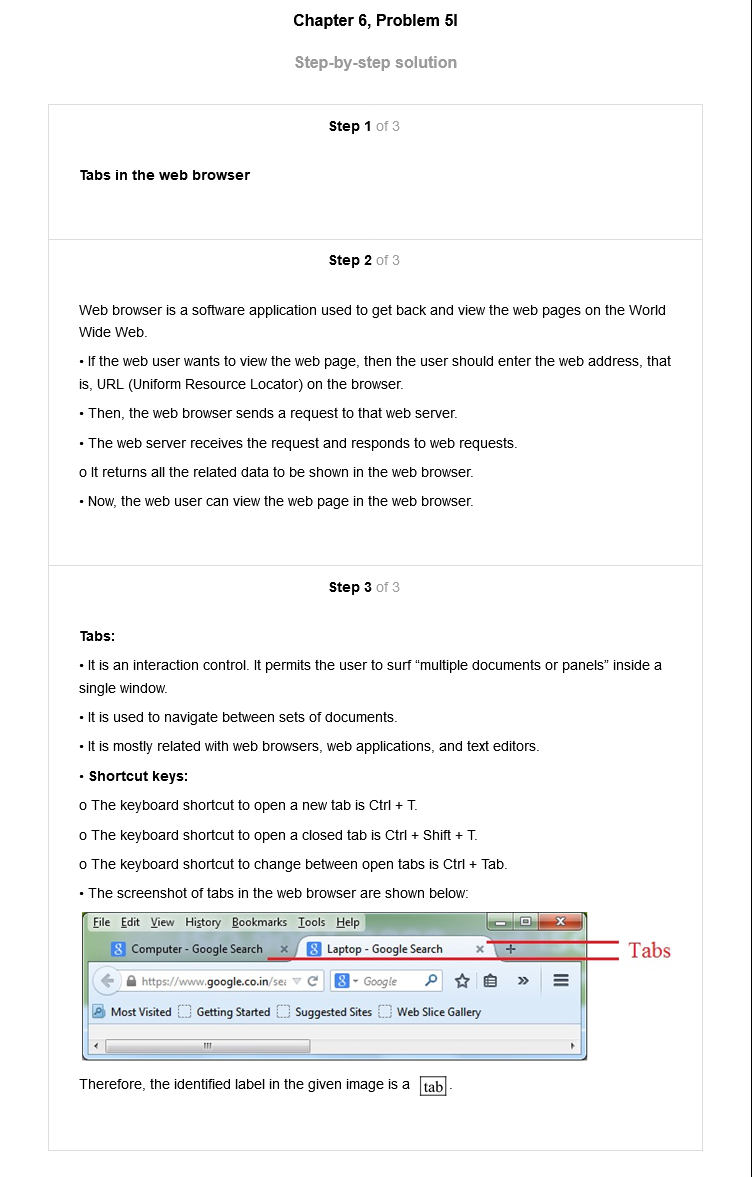 Chapter 6, Problem 5I
Step-by-step solution
Step 1 of 3
Tabs in the web browser
Step 2 of 3
Web browser is a software application used to get back and view the web pages on the World
Wide Web.
• If the web user wants to view the web page, then the user should enter the web address, that
is, URL (Uniform Resource Locator) on the browser.
• Then, the web browser sends a request to that web server.
• The web server receives the request and responds to web requests.
o It returns all the related data to be shown in the web browser.
• Now, the web user can view the web page in the web browser.
Step 3 of 3
Tabs:
• It is an interaction control. It permits the user to surf “multiple documents or panels” inside a
single window.
• It is used to navigate between sets of documents.
• It is mostly related with web browsers, web applications, and text editors.
• Shortcut keys:
o The keyboard shortcut to open a new tab is Ctrl + T.
o The keyboard shortcut to open a closed tab is Ctrl + Shift + T.
o The keyboard shortcut to change between open tabs is Ctrl + Tab.
• The screenshot of tabs in the web browser are shown below:
File Edit View History Bookmarks Tools Help
8 Computer - Google Search × 8 Laptop - Google Search × +
Tabs
https://www.google.co.in/sea 8 Google »
Most Visited Getting Started Suggested Sites Web Slice Gallery
Therefore, the identified label in the given image is a tab.